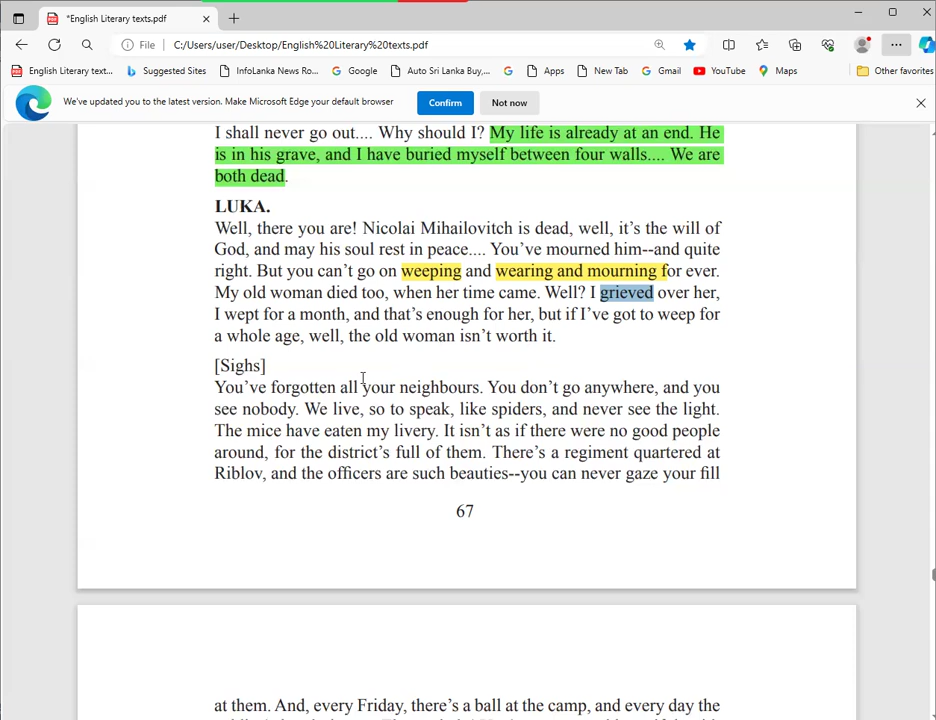 *English Literary texts.pdf
File
C:/Users/user/Desktop/English%20Literary%20texts.pdf
English Literary text...
Suggested Sites
InfoLanka News Ro...
Google
Auto Sri Lanka Buy,...
Apps
New Tab
Gmail
YouTube
Maps
Other favorites
We've updated you to the latest version. Make Microsoft Edge your default browser
Confirm
Not now
I shall never go out.... Why should I? My life is already at an end. He
is in his grave, and I have buried myself between four walls.... We are
both dead.
LUKA.
Well, there you are! Nicolai Mihailovitch is dead, well, it's the will of
God, and may his soul rest in peace.... You've mourned him--and quite
right. But you can't go on weeping and wearing and mourning for ever.
My old woman died too, when her time came. Well? I grieved over her,
I wept for a month, and that's enough for her, but if I've got to weep for
a whole age, well, the old woman isn't worth it.
[Sighs]
You've forgotten all your neighbours. You don't go anywhere, and you
see nobody. We live, so to speak, like spiders, and never see the light.
The mice have eaten my livery. It isn't as if there were no good people
around, for the district's full of them. There's a regiment quartered at
Riblov, and the officers are such beauties--you can never gaze your fill
67
at them. And, every Friday, there's a ball at the camp, and every day the